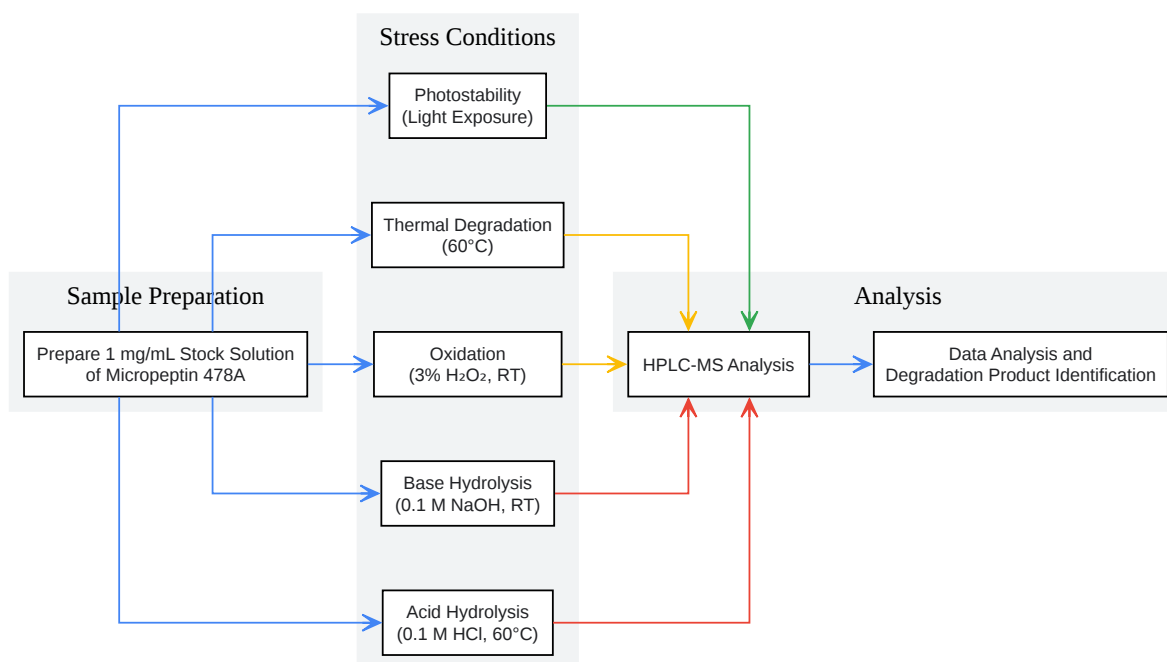 Stress Conditions
Photostability
(Light Exposure)
Thermal Degradation
(60°C)
Sample Preparation
Prepare 1 mg/mL Stock Solution
of Micropeptin 478A
Oxidation
(3% H₂O₂, RT)
Base Hydrolysis
(0.1 M NaOH, RT)
Acid Hydrolysis
(0.1 M HCl, 60°C)
Analysis
HPLC-MS Analysis
Data Analysis and
Degradation Product Identification